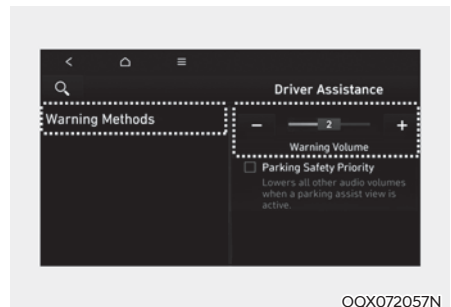 Driver Assistance
Warning Methods
2
Warning Volume
Parking Safety Priority
Lowers all other audio volumes
when a parking assist view is
active.
OOX072057N